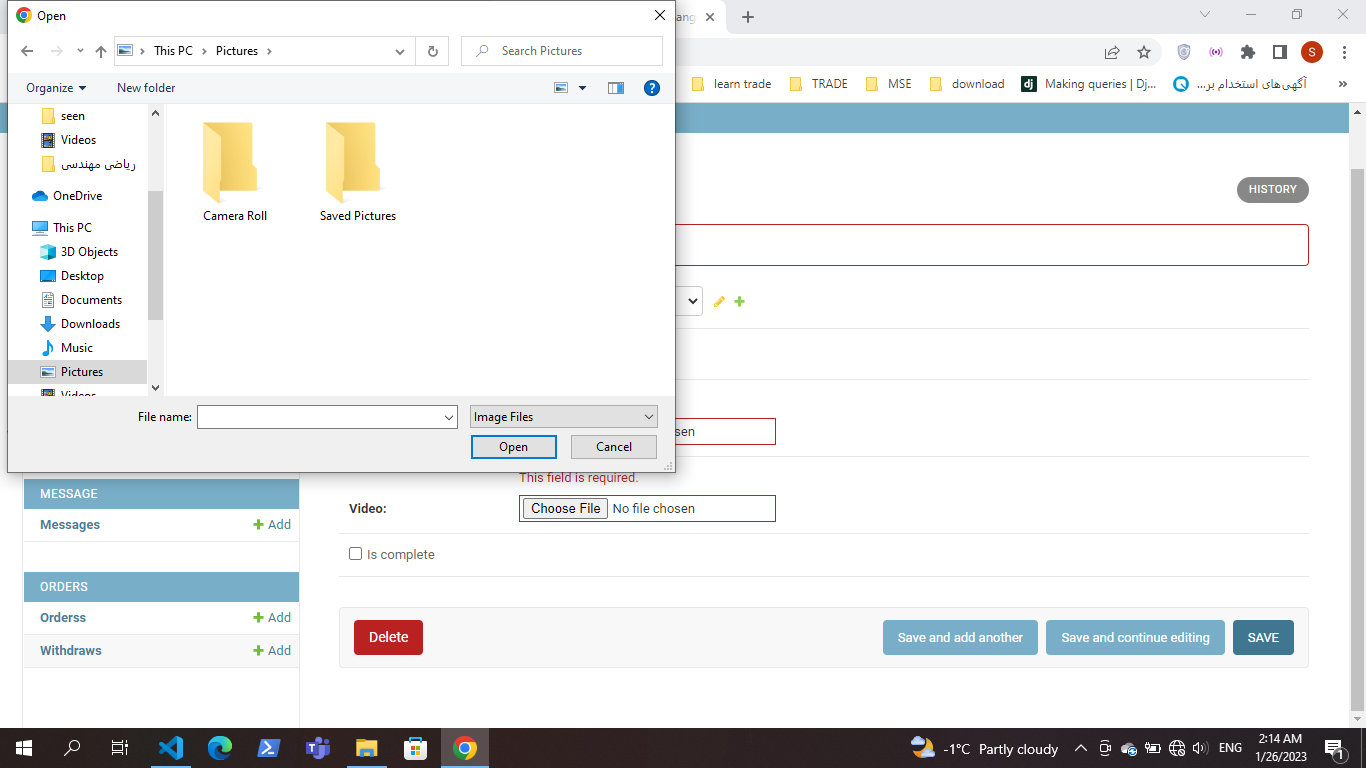 Open
ang
S
This PC
Pictures
Search Pictures
Organize
New folder
learn trade
TRADE
MSE
download
dj
Making queries | Dj...
آگهی‌های استخدام بر...
»
seen
Videos
ریاضی مهندسی
OneDrive
This PC
3D Objects
Desktop
Documents
Downloads
Music
Pictures
Videos
Camera Roll
Saved Pictures
File name:
Image Files
Open
Cancel
HISTORY
sen
This field is required.
Video:
Choose File
No file chosen
Is complete
MESSAGE
Messages
Add
ORDERS
Orderss
Add
Withdraws
Add
Delete
Save and add another
Save and continue editing
SAVE
-1°C Partly cloudy
ENG
2:14 AM
1/26/2023
1